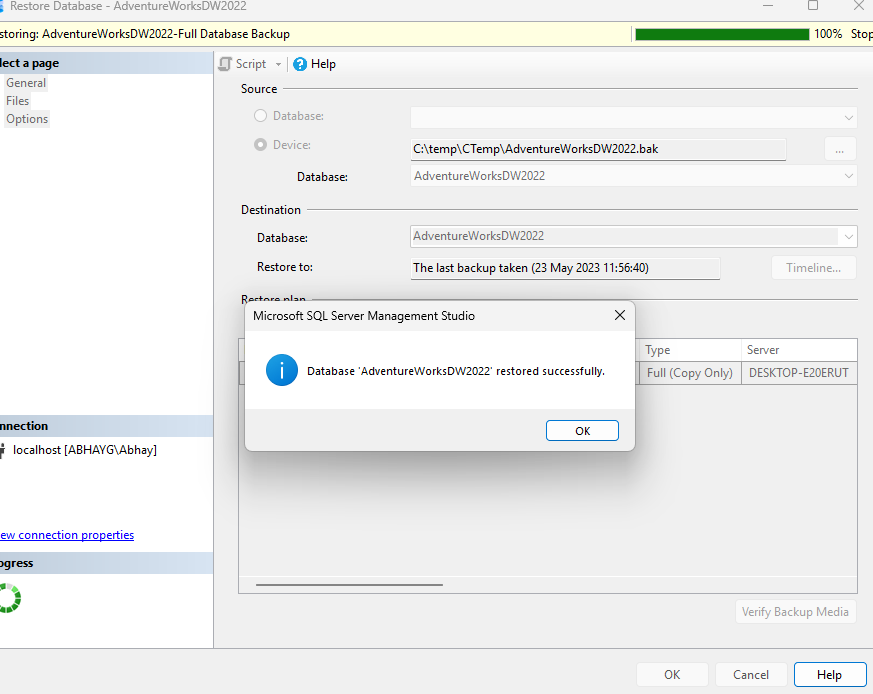 Restore Database - AdventureWorksDW2022
storing: AdventureWorksDW2022-Full Database Backup
100% Stop
lect a page
General
Files
Options
Script
Help
Source
Database:
Device:
C:\temp\CTemp\AdventureWorksDW2022.bak
...
Database:
AdventureWorksDW2022
Destination
Database:
AdventureWorksDW2022
Restore to:
The last backup taken (23 May 2023 11:56:40)
Timeline...
Restore plan
Microsoft SQL Server Management Studio
Database 'AdventureWorksDW2022' restored successfully.
OK
Type
Server
Full (Copy Only)
DESKTOP-E20ERUT
nnection
localhost [ABHAYG\Abhay]
ew connection properties
ogress
Verify Backup Media
OK
Cancel
Help